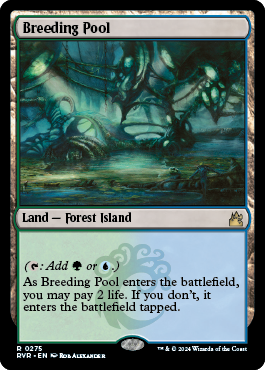 Breeding Pool
Land — Forest Island
(: Add or .)
As Breeding Pool enters the battlefield,
you may pay 2 life. If you don't, it
enters the battlefield tapped.
R 0275
RVR • EN Rob Alexander
™ & © 2024 Wizards of the Coast